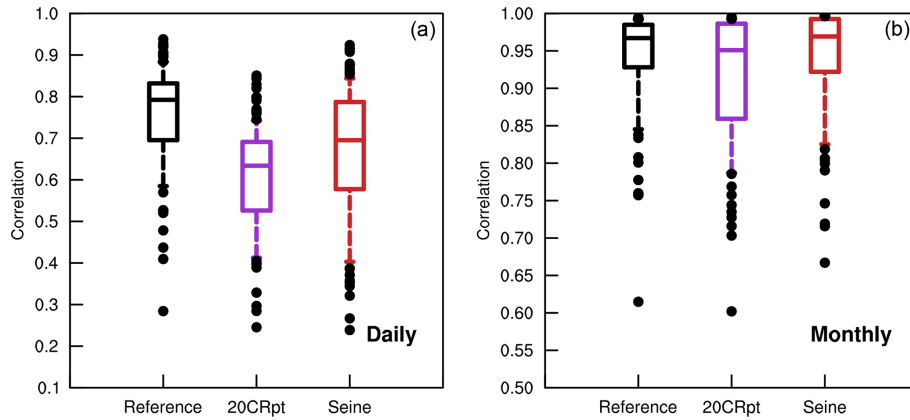 (a)
Correlation
1.0
0.9
0.8
0.7
0.6
0.5
0.4
0.3
0.2
0.1
Daily
Reference 20CRpt Seine
(b)
Correlation
1.00
0.95
0.90
0.85
0.80
0.75
0.70
0.65
0.60
0.55
0.50
Monthly
Reference 20CRpt Seine